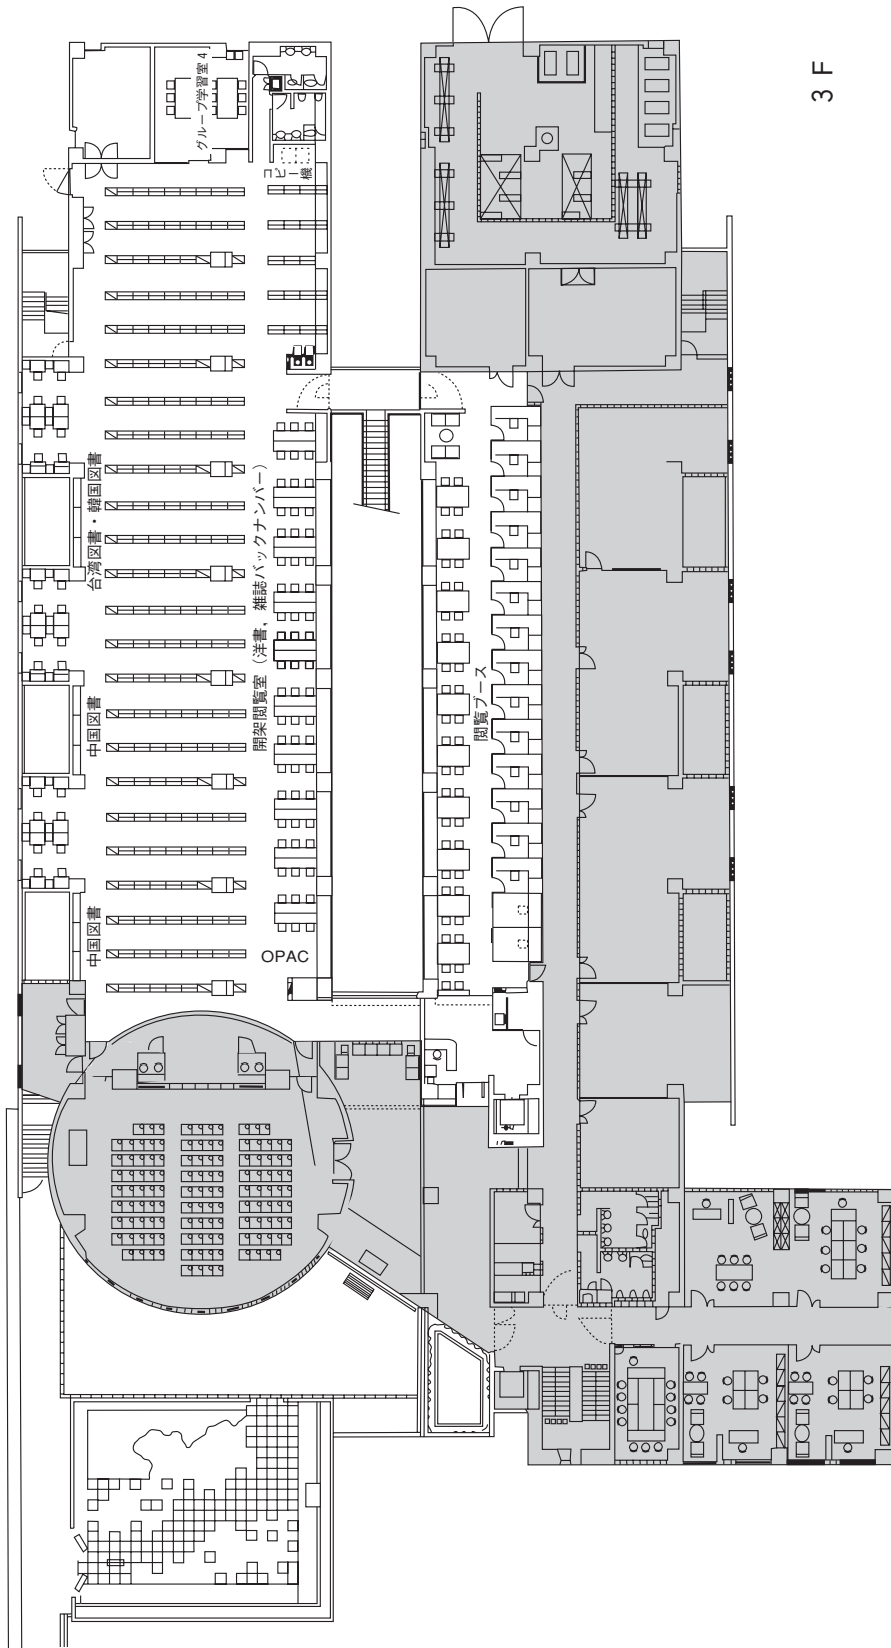 3F
グループ学習室4
コピー機
台湾図書・韓国図書
開架閲覧室（洋書，雑誌バックナンバー）
中国図書
閲覧ブース
中国図書
OPAC